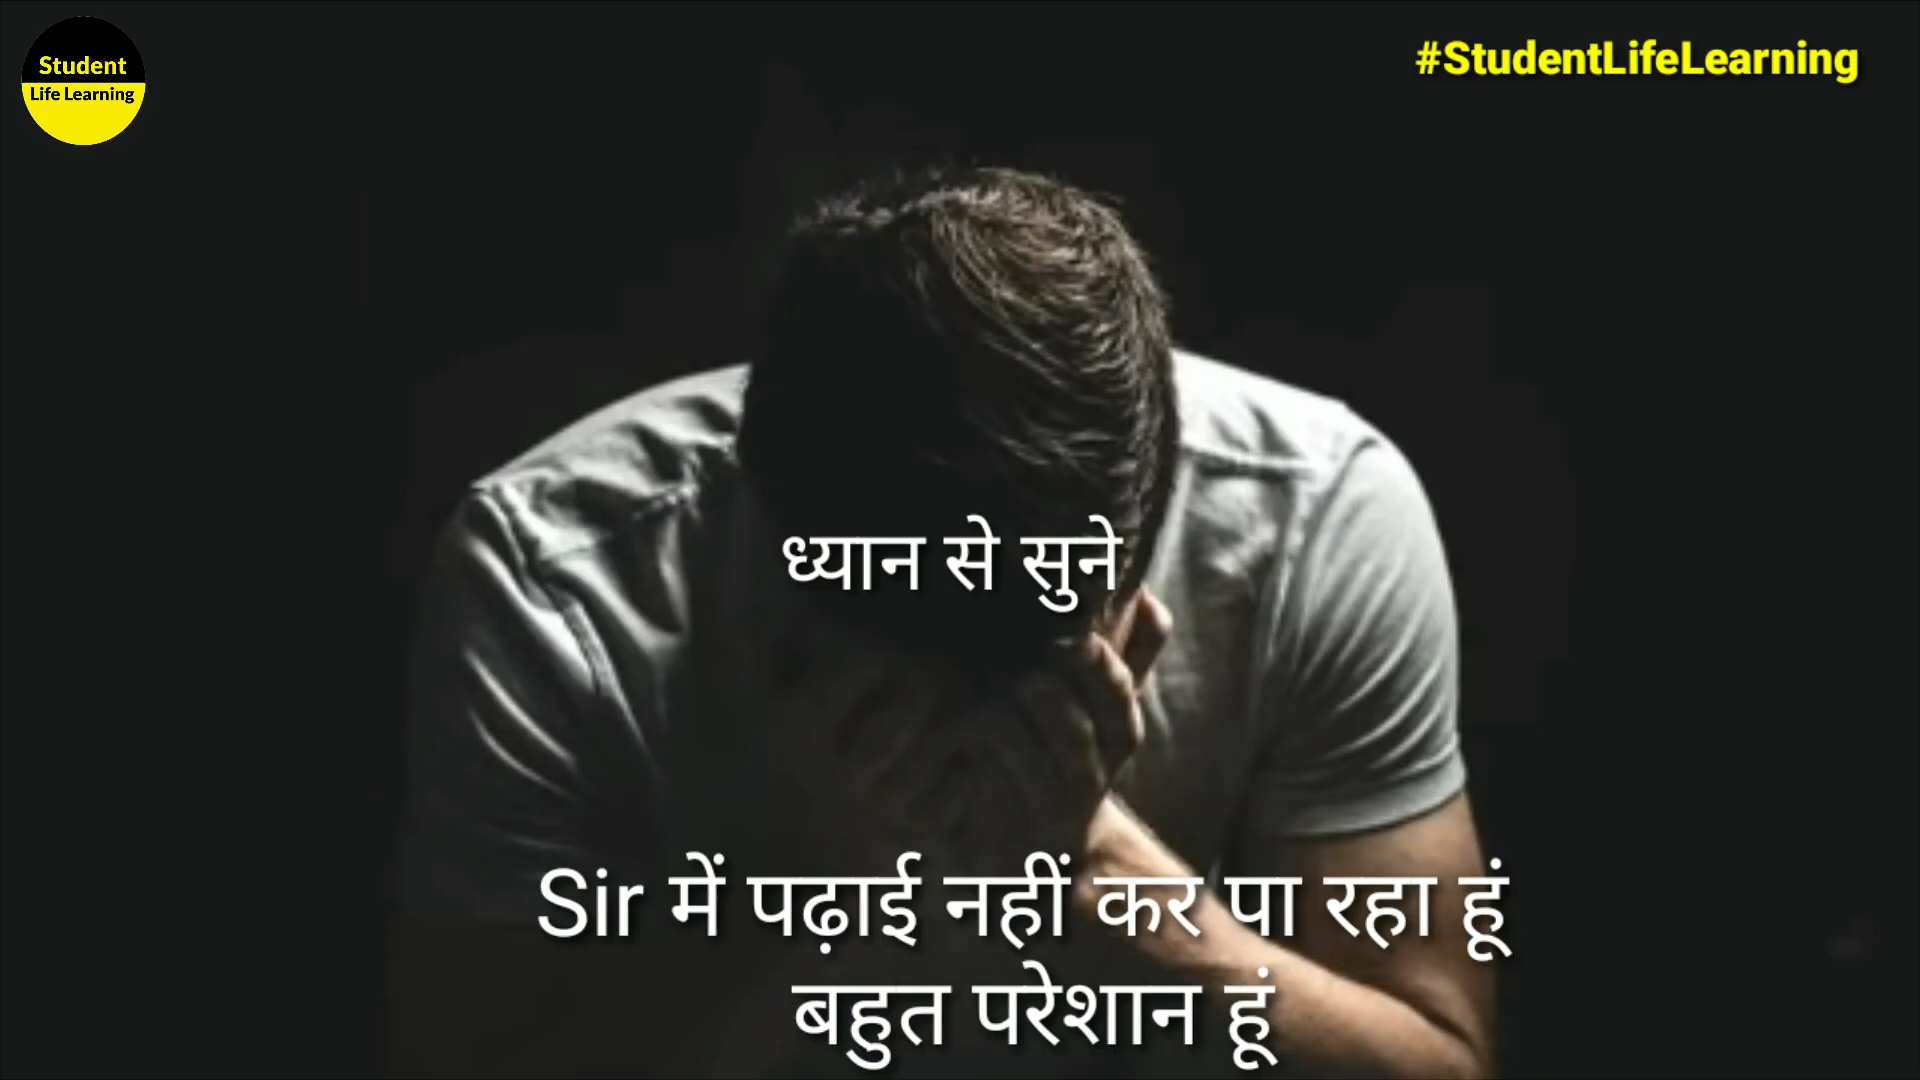 Student
Life Learning
#StudentLifeLearning
ध्यान से सुने
Sir में पढ़ाई नहीं कर पा रहा हूं
बहुत परेशान हूं